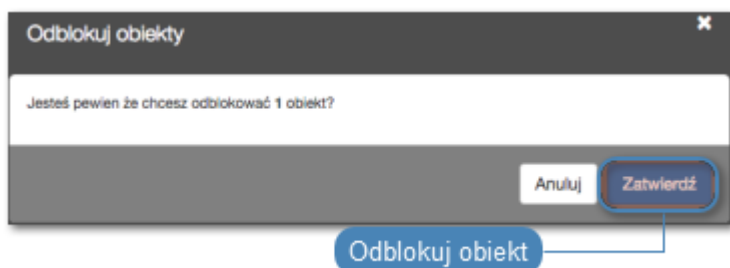 Odblokuj obiekty
Jesteś pewien że chcesz odblokować 1 obiekt?
Anuluj
Zatwierdź
Odblokuj obiekt